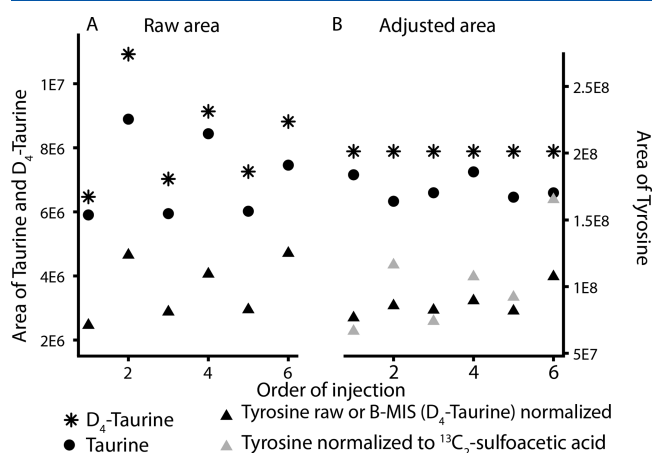 A Raw area
B Adjusted area
Area of Taurine and D4-Taurine
1E7
8E6
6E6
4E6
2E6
2.5E8
2E8
1.5E8
1E8
5E7
Area of Tyrosine
2 4 6
2 4 6
Order of injection
D4-Taurine
Taurine
Tyrosine raw or B-MIS (D4-Taurine) normalized
Tyrosine normalized to 13C2-sulfoacetic acid